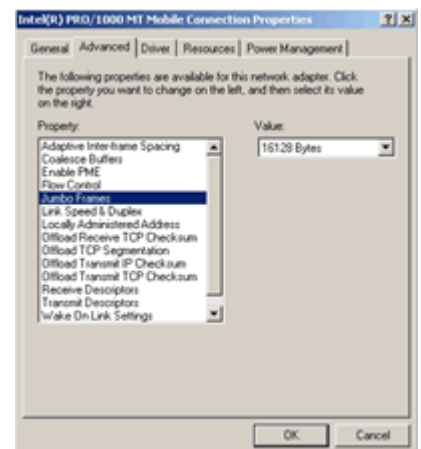 Intel(R) PRO/1000 MT Mobile Connection Properties
General
Advanced
Driver
Resources
Power Management
The following properties are available for this network adapter. Click
the property you want to change on the left, and then select its value
on the right.
Property:
Value:
Adaptive Inter-frame Spacing
Coalesce Buffers
Enable PME
Flow Control
Jumbo Frames
Link Speed & Duplex
Locally Administered Address
Offload Receive TCP Checksum
Offload TCP Segmentation
Offload Transmit IP Checksum
Offload Transmit TCP Checksum
Receive Descriptors
Transmit Descriptors
Wake On Link Settings
16128 Bytes
OK
Cancel